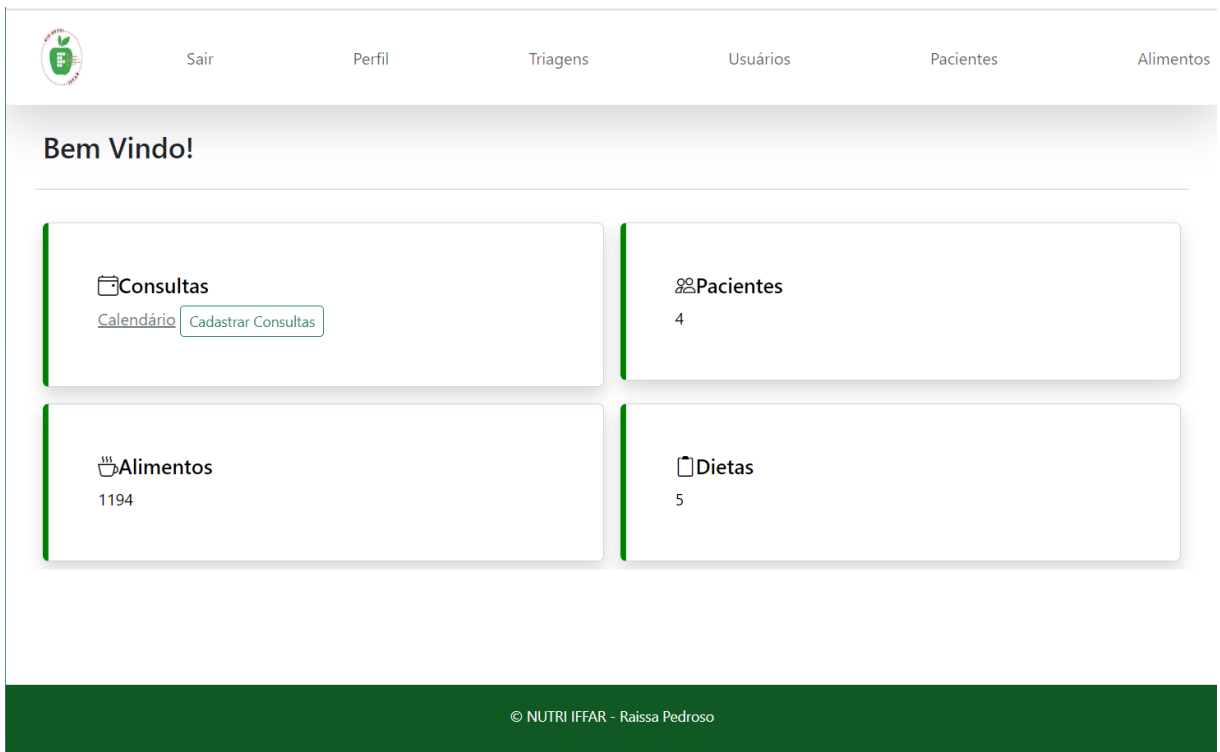 Sair Perfil Triagens Usuários Pacientes Alimentos
Bem Vindo!
Consultas
Calendário Cadastrar Consultas
Pacientes
4
Alimentos
1194
Dietas
5
© NUTRI IFFAR - Raissa Pedroso